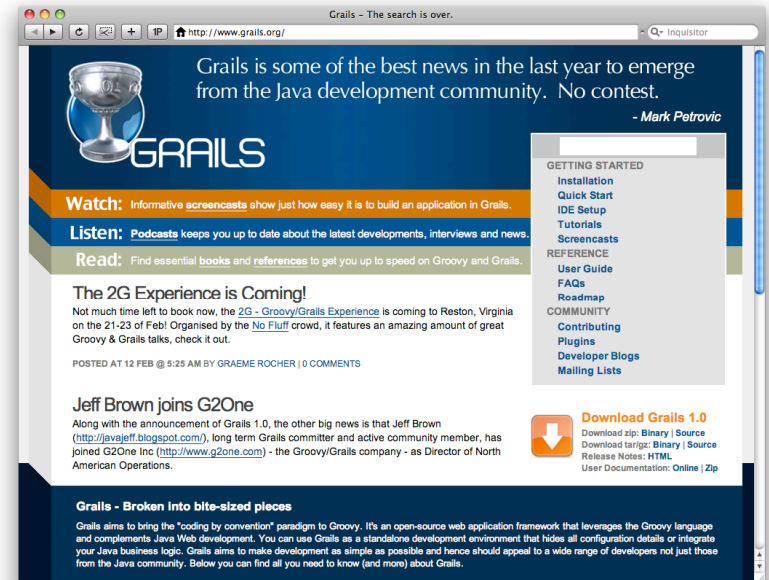 Grails – The search is over.
1P
http://www.grails.org/
Inquisitor
Grails is some of the best news in the last year to emerge
from the Java development community. No contest.
- Mark Petrovic
GRAILS
Watch: Informative screencasts show just how easy it is to build an application in Grails.
Listen: Podcasts keeps you up to date about the latest developments, interviews and news.
Read: Find essential books and references to get you up to speed on Groovy and Grails.
GETTING STARTED
Installation
Quick Start
IDE Setup
Tutorials
Screencasts
REFERENCE
User Guide
FAQs
Roadmap
COMMUNITY
Contributing
Plugins
Developer Blogs
Mailing Lists
The 2G Experience is Coming!
Not much time left to book now, the 2G - Groovy/Grails Experience is coming to Reston, Virginia
on the 21-23 of Feb! Organised by the No Fluff crowd, it features an amazing amount of great
Groovy & Grails talks, check it out.
POSTED AT 12 FEB @ 5:25 AM BY GRAEME ROCHER | 0 COMMENTS
Jeff Brown joins G2One
Along with the announcement of Grails 1.0, the other big news is that Jeff Brown
(http://javajeff.blogspot.com/), long term Grails committer and active community member, has
joined G2One Inc (http://www.g2one.com) - the Groovy/Grails company - as Director of North
American Operations.
Download Grails 1.0
Download zip: Binary | Source
Download tar/gz: Binary | Source
Release Notes: HTML
User Documentation: Online | Zip
Grails - Broken into bite-sized pieces
Grails aims to bring the "coding by convention" paradigm to Groovy. It's an open-source web application framework that leverages the Groovy language
and complements Java Web development. You can use Grails as a standalone development environment that hides all configuration details or integrate
your Java business logic. Grails aims to make development as simple as possible and hence should appeal to a wide range of developers not just those
from the Java community. Below you can find all you need to know (and more) about Grails.